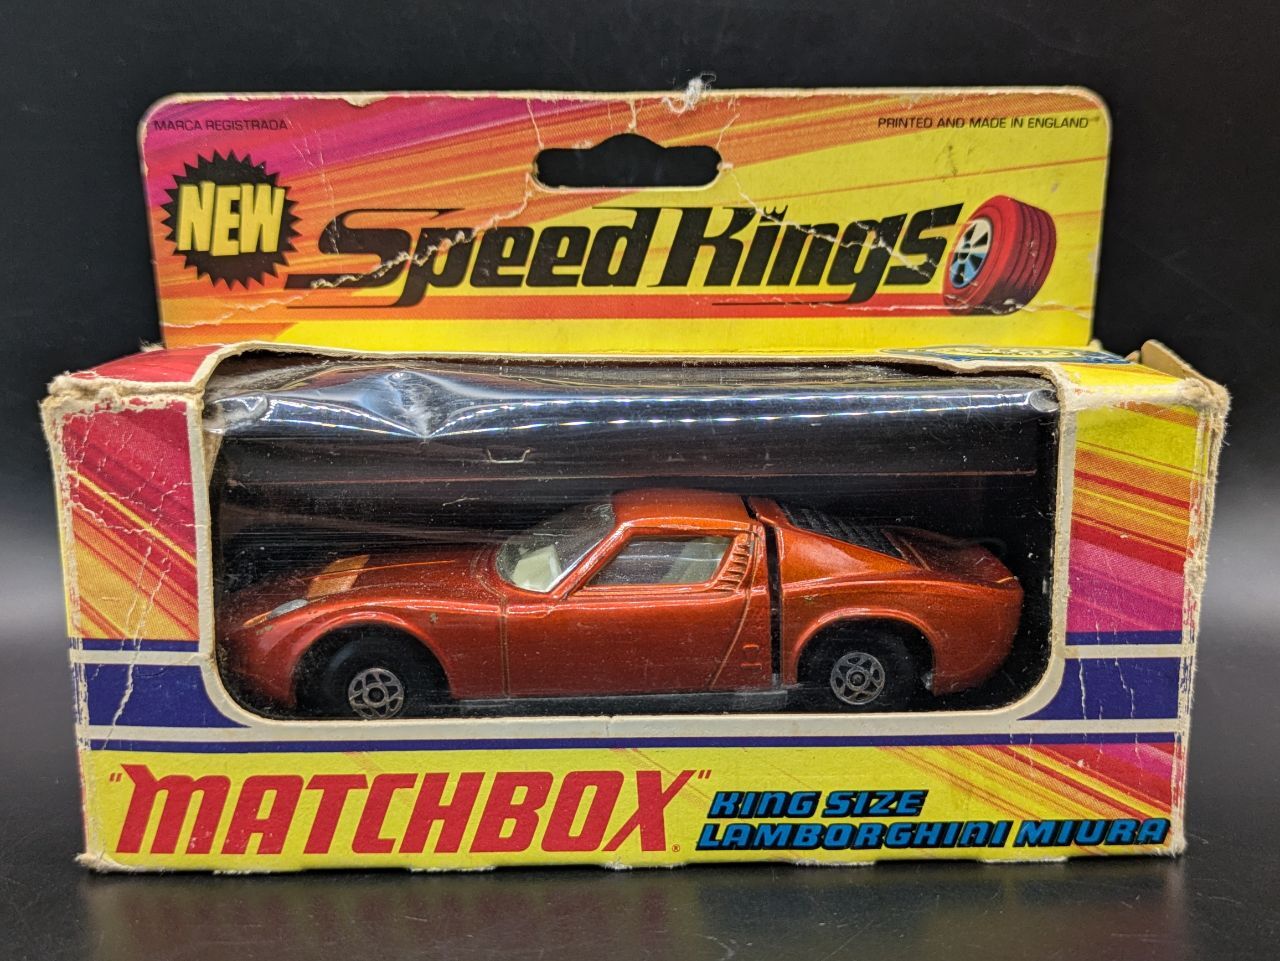 MARCA REGISTRADA
PRINTED AND MADE IN ENGLAND
NEW
Speed Kings
"MATCHBOX"®
KING SIZE
LAMBORGHINI MIURA